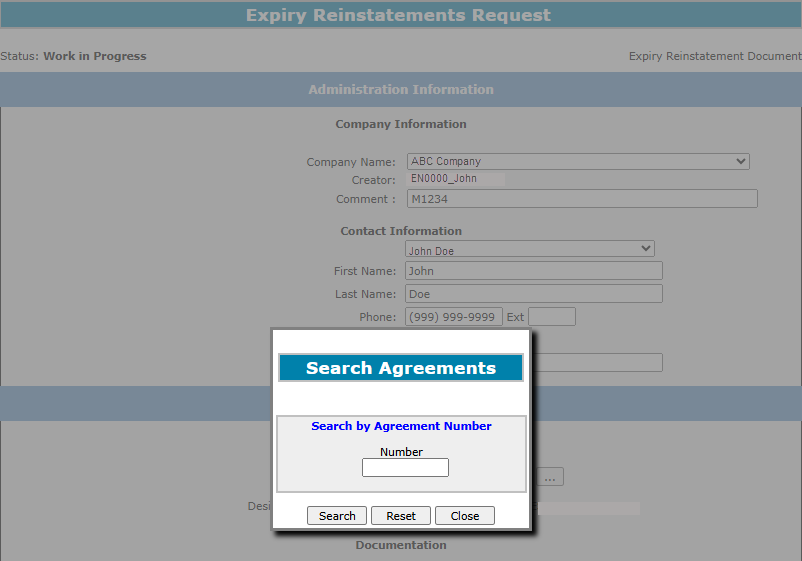 Expiry Reinstatements Request
Status: Work in Progress
Expiry Reinstatement Document
Administration Information
Company Information
Company Name: ABC Company
Creator: EN0000_John
Comment : M1234
Contact Information
John Doe
First Name: John
Last Name: Doe
Phone: (999) 999-9999 Ext
Search Agreements
Search by Agreement Number
Number
...
Desi
Search Reset Close
Documentation